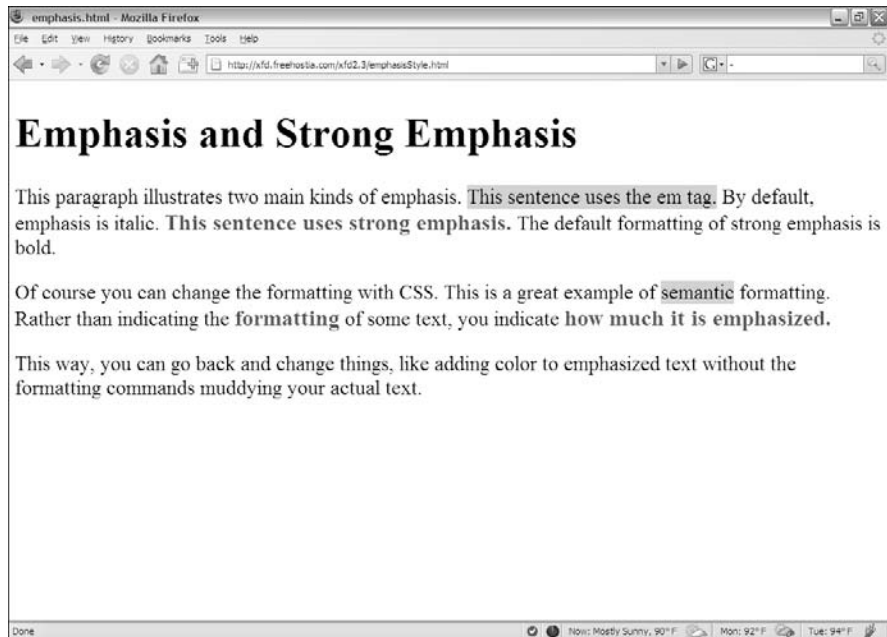 emphasis.html - Mozilla Firefox
File Edit View History Bookmarks Tools Help
http://xfd.freehostia.com/xfd2.3/emphasisStyle.html
Emphasis and Strong Emphasis
This paragraph illustrates two main kinds of emphasis. This sentence uses the em tag. By default,
emphasis is italic. This sentence uses strong emphasis. The default formatting of strong emphasis is
bold.
Of course you can change the formatting with CSS. This is a great example of semantic formatting.
Rather than indicating the formatting of some text, you indicate how much it is emphasized.
This way, you can go back and change things, like adding color to emphasized text without the
formatting commands muddying your actual text.
Done Now: Mostly Sunny, 90° F Mon: 92° F Tue: 94° F